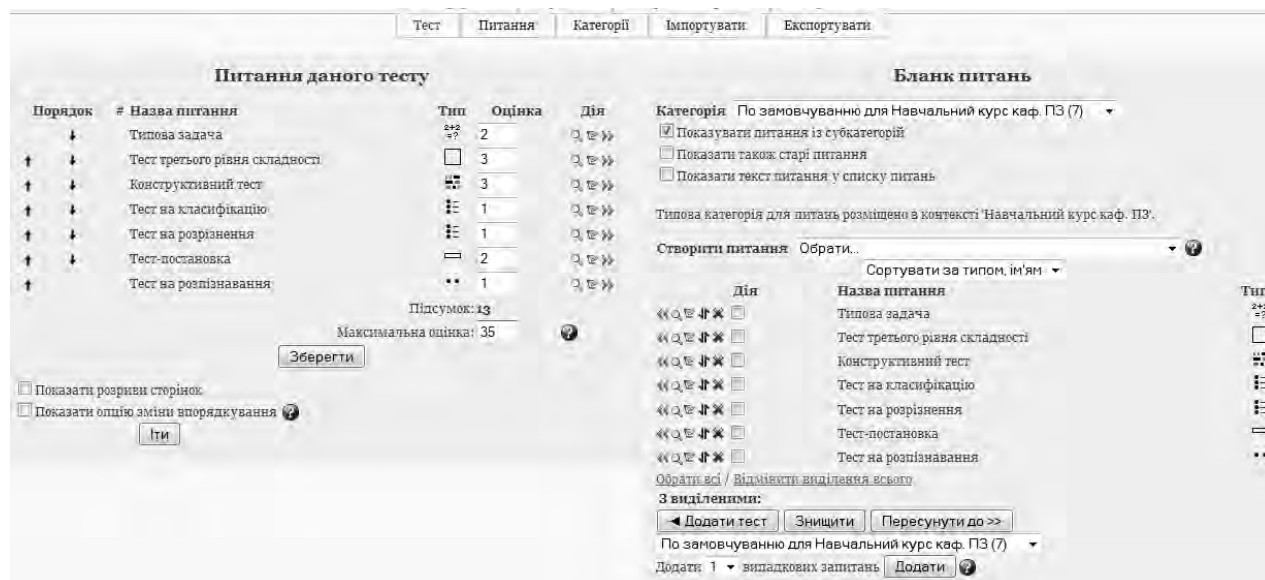 Тест Питання Категорії Імпортувати Експортувати
Питання даного тесту
Порядок # Назва питання Тип Оцінка Дія
Типова задача 2+2 =? 2
Тест третього рівня складності 3
Конструктивний тест 3
Тест на класифікацію 1
Тест на розрізнення 1
Тест-постановка 2
Тест на розпізнавання 1
Підсумок: 13
Максимальна оцінка: 35
Зберегти
Показати розриви сторінок
Показати опцію зміни впорядкування
Іти
Бланк питань
Категорія По замовчуванню для Навчальний курс каф. ПЗ (7)
Показувати питання із субкатегорій
Показати також старі питання
Показати текст питання у списку питань
Типова категорія для питань розміщено в контексті 'Навчальний курс каф. ПЗ'.
Створити питання Обрати...
Сортувати за типом, ім'ям
Дія Назва питання Тип
Типова задача
Тест третього рівня складності
Конструктивний тест
Тест на класифікацію
Тест на розрізнення
Тест-постановка
Тест на розпізнавання
Обрати всі / Відмінити виділення всього
З виділеними:
Додати тест Знищити Пересунути до >>
По замовчуванню для Навчальний курс каф. ПЗ (7)
Додати 1 випадкових запитань Додати